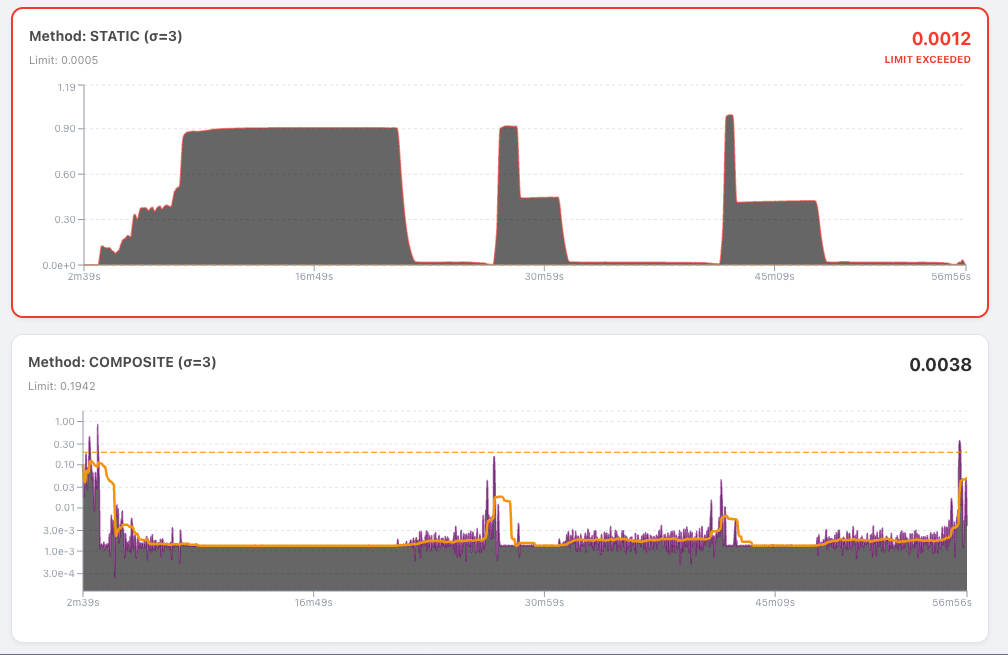 Method: STATIC (σ=3)
0.0012
Limit: 0.0005
LIMIT EXCEEDED
1.19
0.90
0.60
0.30
0.0e+0
2m39s
16m49s
30m59s
45m09s
56m56s
Method: COMPOSITE (σ=3)
0.0038
Limit: 0.1942
1.00
0.30
0.10
0.03
0.01
3.0e-3
1.0e-3
3.0e-4
2m39s
16m49s
30m59s
45m09s
56m56s